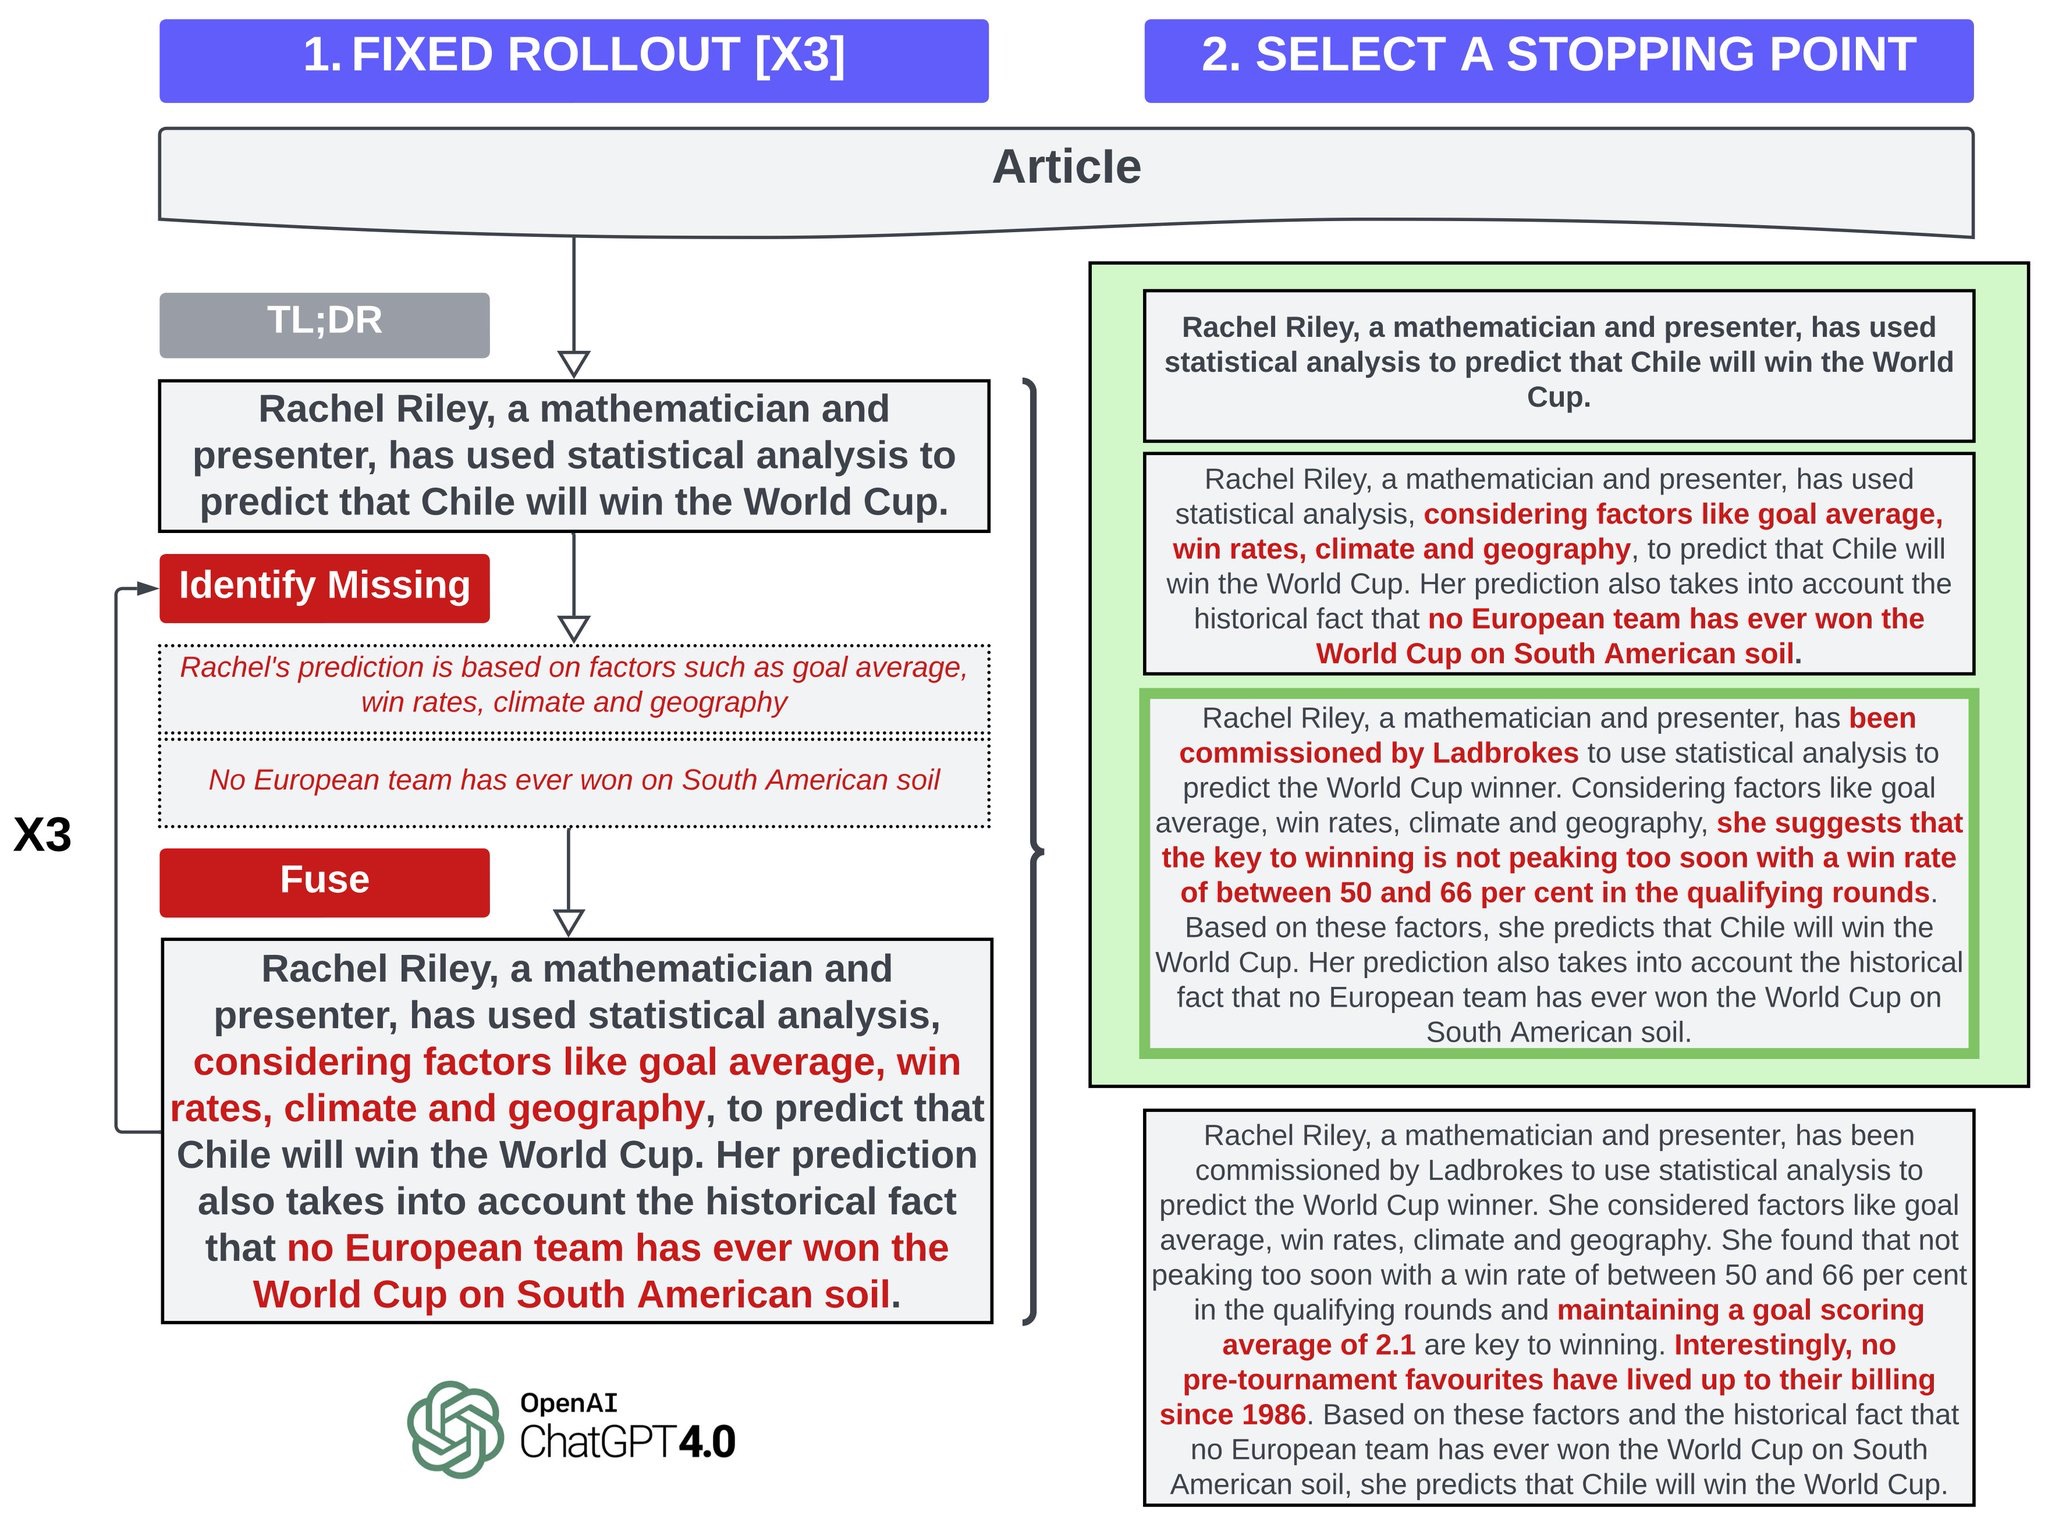 1. FIXED ROLLOUT [X3]
2. SELECT A STOPPING POINT
Article
TL;DR
Rachel Riley, a mathematician and
presenter, has used statistical analysis to
predict that Chile will win the World Cup.
Identify Missing
Rachel's prediction is based on factors such as goal average,
win rates, climate and geography
No European team has ever won on South American soil
X3
Fuse
Rachel Riley, a mathematician and
presenter, has used statistical analysis,
considering factors like goal average, win
rates, climate and geography, to predict that
Chile will win the World Cup. Her prediction
also takes into account the historical fact
that no European team has ever won the
World Cup on South American soil.
OpenAI
ChatGPT 4.0
Rachel Riley, a mathematician and presenter, has used
statistical analysis to predict that Chile will win the World
Cup.
Rachel Riley, a mathematician and presenter, has used
statistical analysis, considering factors like goal average,
win rates, climate and geography, to predict that Chile will
win the World Cup. Her prediction also takes into account the
historical fact that no European team has ever won the
World Cup on South American soil.
Rachel Riley, a mathematician and presenter, has been
commissioned by Ladbrokes to use statistical analysis to
predict the World Cup winner. Considering factors like goal
average, win rates, climate and geography, she suggests that
the key to winning is not peaking too soon with a win rate
of between 50 and 66 per cent in the qualifying rounds.
Based on these factors, she predicts that Chile will win the
World Cup. Her prediction also takes into account the historical
fact that no European team has ever won the World Cup on
South American soil.
Rachel Riley, a mathematician and presenter, has been
commissioned by Ladbrokes to use statistical analysis to
predict the World Cup winner. She considered factors like goal
average, win rates, climate and geography. She found that not
peaking too soon with a win rate of between 50 and 66 per cent
in the qualifying rounds and maintaining a goal scoring
average of 2.1 are key to winning. Interestingly, no
pre-tournament favourites have lived up to their billing
since 1986. Based on these factors and the historical fact that
no European team has ever won the World Cup on South
American soil, she predicts that Chile will win the World Cup.